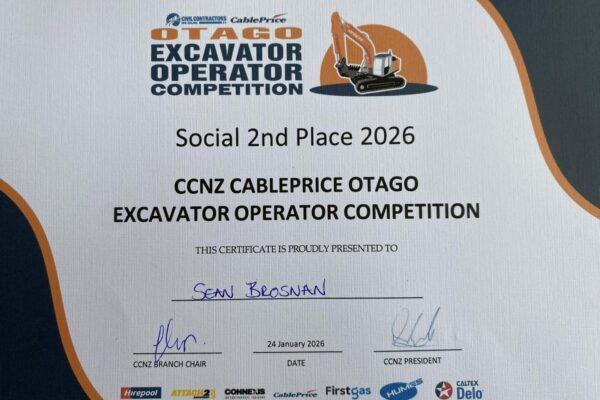 CIVIL CONTRACTORS
CablePrice
OTAGO
EXCAVATOR
OPERATOR
COMPETITION
Social 2nd Place 2026
CCNZ CABLEPRICE OTAGO
EXCAVATOR OPERATOR COMPETITION
THIS CERTIFICATE IS PROUDLY PRESENTED TO
SEAN BROSNAN
24 January 2026
CCNZ BRANCH CHAIR
DATE
CCNZ PRESIDENT
Hirepool
CONNEXIS
CablePrice
Firstgas
HUMES
CALTEX
Delo